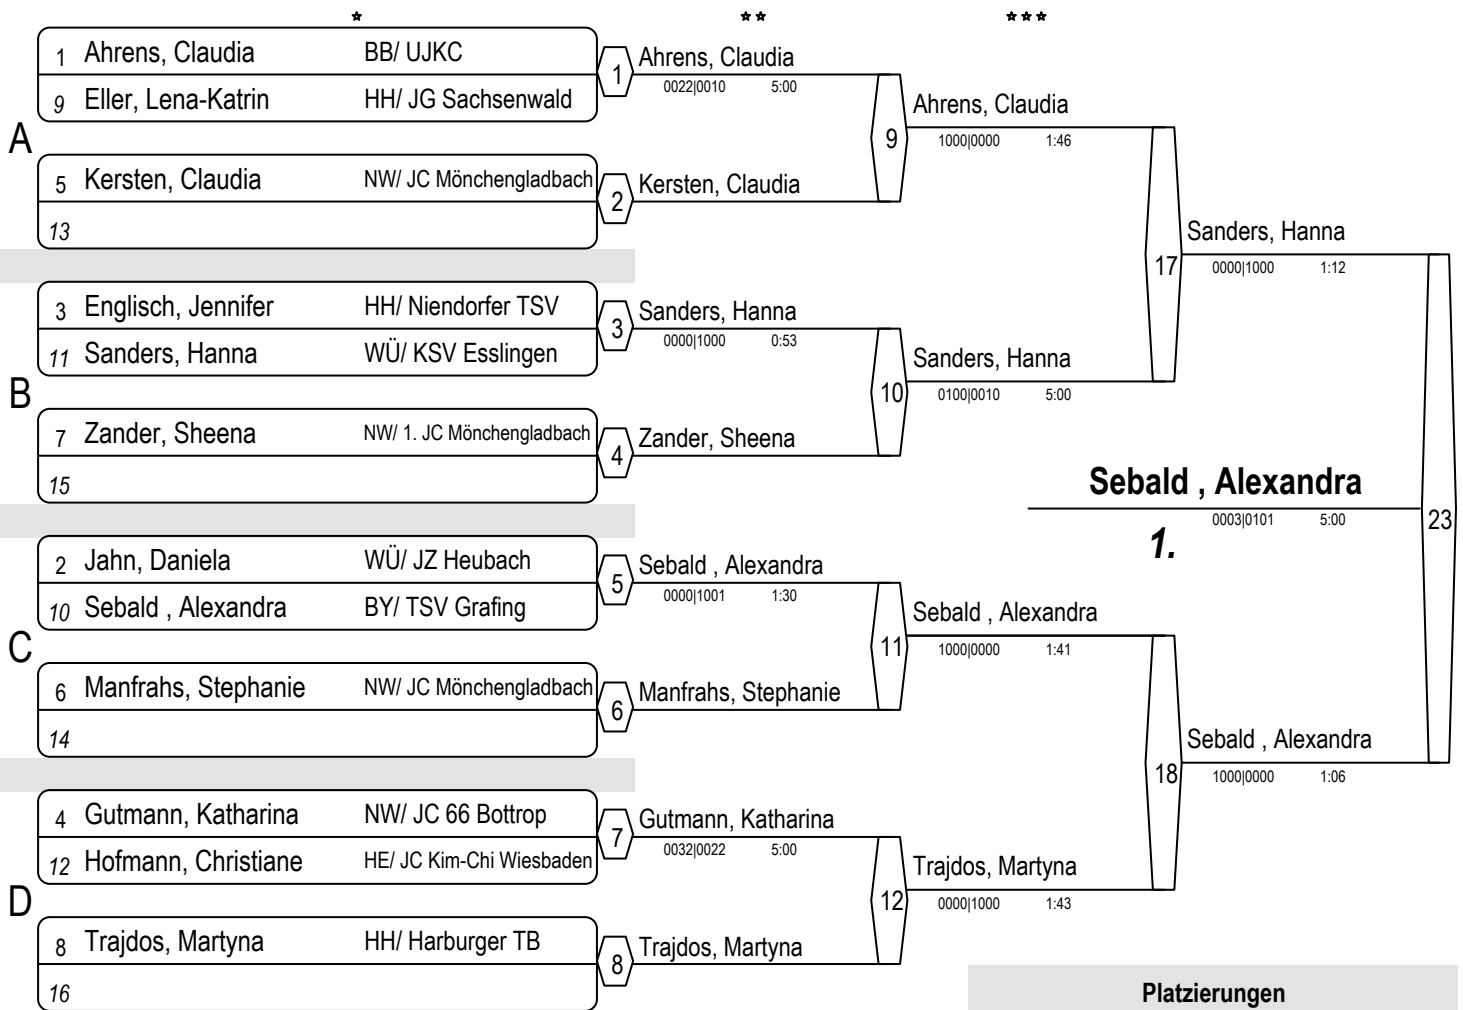 * ** ***
1 Ahrens, Claudia BB/ UJKC
9 Eller, Lena-Katrin HH/ JG Sachsenwald
A
5 Kersten, Claudia NW/ JC Mönchengladbach
13
3 Englisch, Jennifer HH/ Niendorfer TSV
11 Sanders, Hanna WÜ/ KSV Esslingen
B
7 Zander, Sheena NW/ 1. JC Mönchengladbach
15
2 Jahn, Daniela WÜ/ JZ Heubach
10 Sebald , Alexandra BY/ TSV Grafing
C
6 Manfrahs, Stephanie NW/ JC Mönchengladbach
14
4 Gutmann, Katharina NW/ JC 66 Bottrop
12 Hofmann, Christiane HE/ JC Kim-Chi Wiesbaden
D
8 Trajdos, Martyna HH/ Harburger TB
16
1 Ahrens, Claudia
0022|0010 5:00
2 Kersten, Claudia
3 Sanders, Hanna
0000|1000 0:53
4 Zander, Sheena
5 Sebald , Alexandra
0000|1001 1:30
6 Manfrahs, Stephanie
7 Gutmann, Katharina
0032|0022 5:00
8 Trajdos, Martyna
9 Ahrens, Claudia
1000|0000 1:46
10 Sanders, Hanna
0100|0010 5:00
11 Sebald , Alexandra
1000|0000 1:41
12 Trajdos, Martyna
0000|1000 1:43
17 Sanders, Hanna
0000|1000 1:12
18 Sebald , Alexandra
1000|0000 1:06
Sebald , Alexandra
0003|0101 5:00 23
1.
Platzierungen